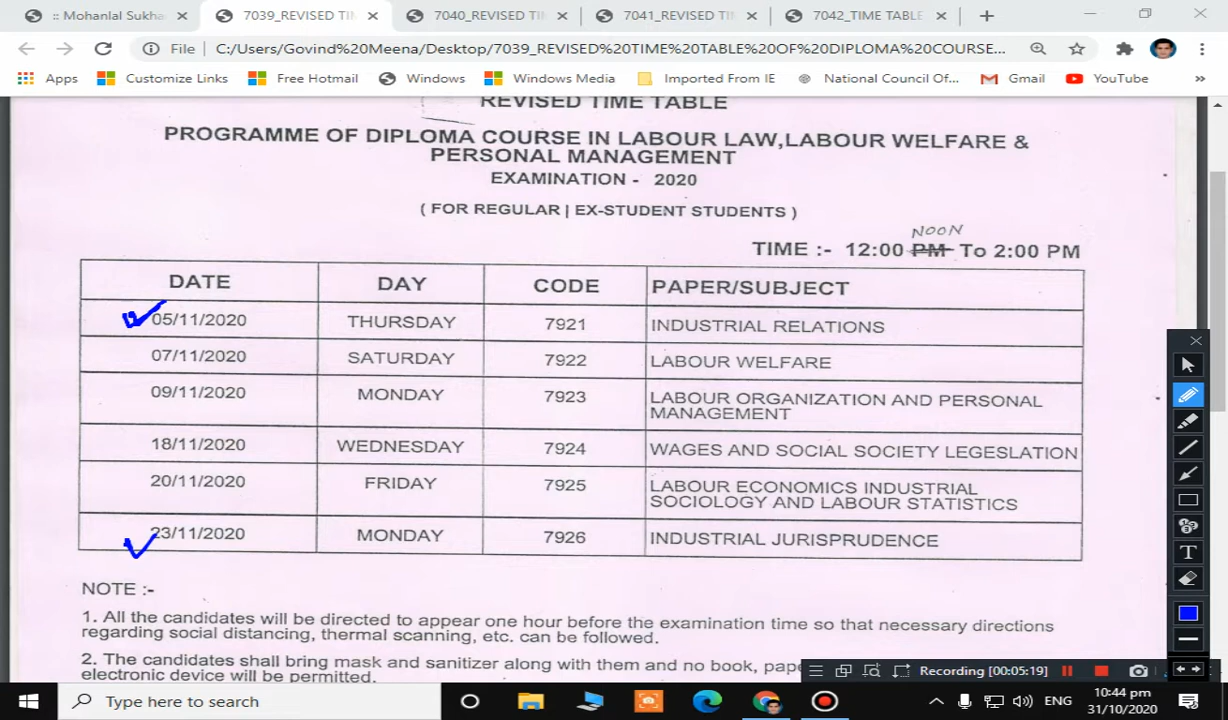 :: Mohanlal Sukha
7039_REVISED TIM
7040_REVISED TIM
7041_REVISED TIM
7042_TIME TABLE
File C:/Users/Govind%20Meena/Desktop/7039_REVISED%20TIME%20TABLE%20OF%20DIPLOMA%20COURSE...
Apps Customize Links Free Hotmail Windows Windows Media Imported From IE National Council Of... Gmail YouTube »
REVISED TIME TABLE
PROGRAMME OF DIPLOMA COURSE IN LABOUR LAW,LABOUR WELFARE &
PERSONAL MANAGEMENT
EXAMINATION - 2020
( FOR REGULAR | EX-STUDENT STUDENTS )
NOON
TIME :- 12:00 PM To 2:00 PM
DATE DAY CODE PAPER/SUBJECT
05/11/2020 THURSDAY 7921 INDUSTRIAL RELATIONS
07/11/2020 SATURDAY 7922 LABOUR WELFARE
09/11/2020 MONDAY 7923 LABOUR ORGANIZATION AND PERSONAL
MANAGEMENT
18/11/2020 WEDNESDAY 7924 WAGES AND SOCIAL SOCIETY LEGESLATION
20/11/2020 FRIDAY 7925 LABOUR ECONOMICS INDUSTRIAL
SOCIOLOGY AND LABOUR STATISTICS
23/11/2020 MONDAY 7926 INDUSTRIAL JURISPRUDENCE
NOTE :-
1. All the candidates will be directed to appear one hour before the examination time so that necessary directions
regarding social distancing, thermal scanning, etc. can be followed.
2. The candidates shall bring mask and sanitizer along with them and no book, pape
electronic device will be permitted.
Recording [00:05:19]
Type here to search
ENG
10:44 pm
31/10/2020